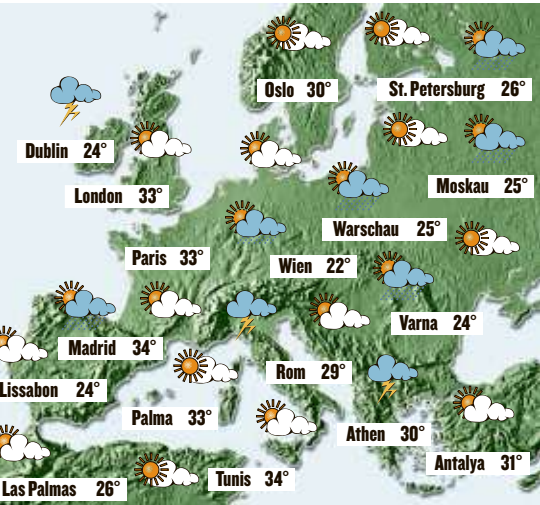 Oslo 30°
St. Petersburg 26°
Dublin 24°
London 33°
Moskau 25°
Warschau 25°
Paris 33°
Wien 22°
Varna 24°
Madrid 34°
Rom 29°
Lissabon 24°
Palma 33°
Athen 30°
Antalya 31°
Tunis 34°
Las Palmas 26°